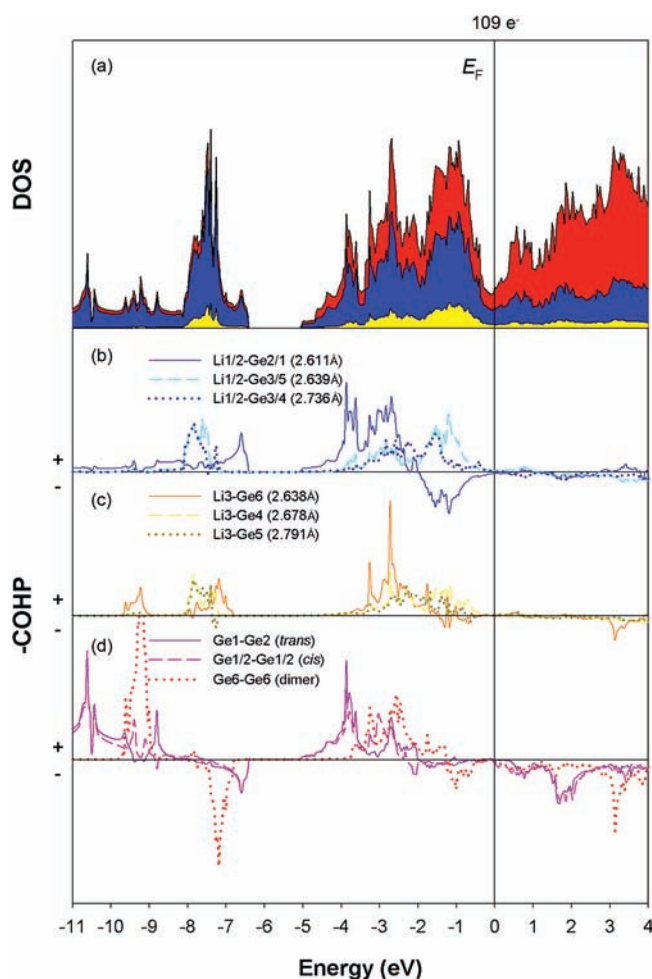 109 e-
(a)
EF
DOS
(b)
Li1/2-Ge2/1 (2.611Å)
Li1/2-Ge3/5 (2.639Å)
Li1/2-Ge3/4 (2.736Å)
+
-
(c)
Li3-Ge6 (2.638Å)
Li3-Ge4 (2.678Å)
Li3-Ge5 (2.791Å)
+
-
-COHP
(d)
Ge1-Ge2 (trans)
Ge1/2-Ge1/2 (cis)
Ge6-Ge6 (dimer)
+
-
-11 -10 -9 -8 -7 -6 -5 -4 -3 -2 -1 0 1 2 3 4
Energy (eV)